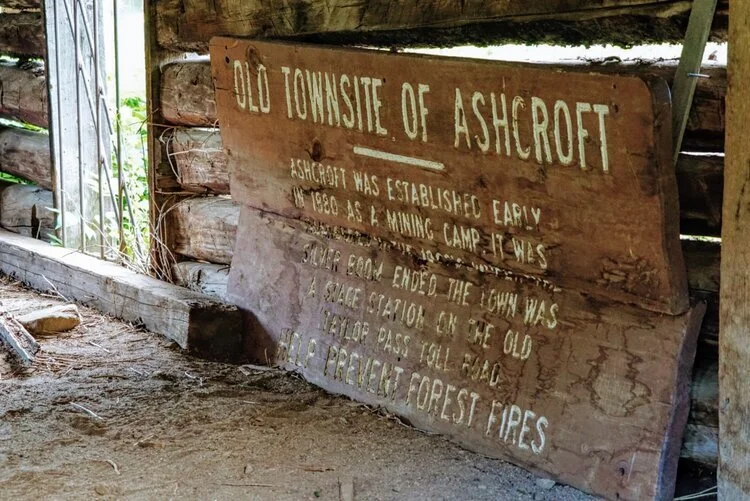 OLD TOWNSITE OF ASHCROFT
ASHCROFT WAS ESTABLISHED EARLY
IN 1880 AS A MINING CAMP IT WAS
SILVER BOOM ENDED THE TOWN WAS
A STAGE STATION ON THE OLD
TAYLOR PASS TOLL ROAD
HELP PREVENT FOREST FIRES